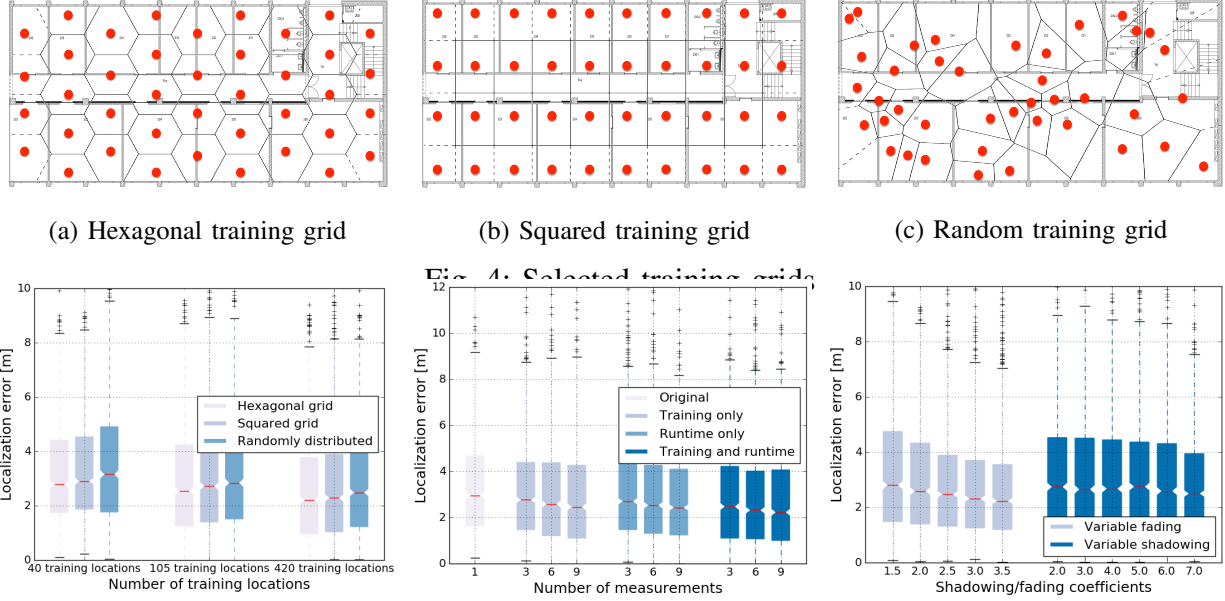 (a) Hexagonal training grid
(b) Squared training grid
(c) Random training grid
Fig. 4: Selected training grids
Localization error [m]
10
8
6
4
2
0
Hexagonal grid
Squared grid
Randomly distributed
40 training locations 105 training locations 420 training locations
Number of training locations
Localization error [m]
12
10
8
6
4
2
0
Original
Training only
Runtime only
Training and runtime
1 3 6 9 3 6 9 3 6 9
Number of measurements
Localization error [m]
10
8
6
4
2
0
Variable fading
Variable shadowing
1.5 2.0 2.5 3.0 3.5 2.0 3.0 4.0 5.0 6.0 7.0
Shadowing/fading coefficients